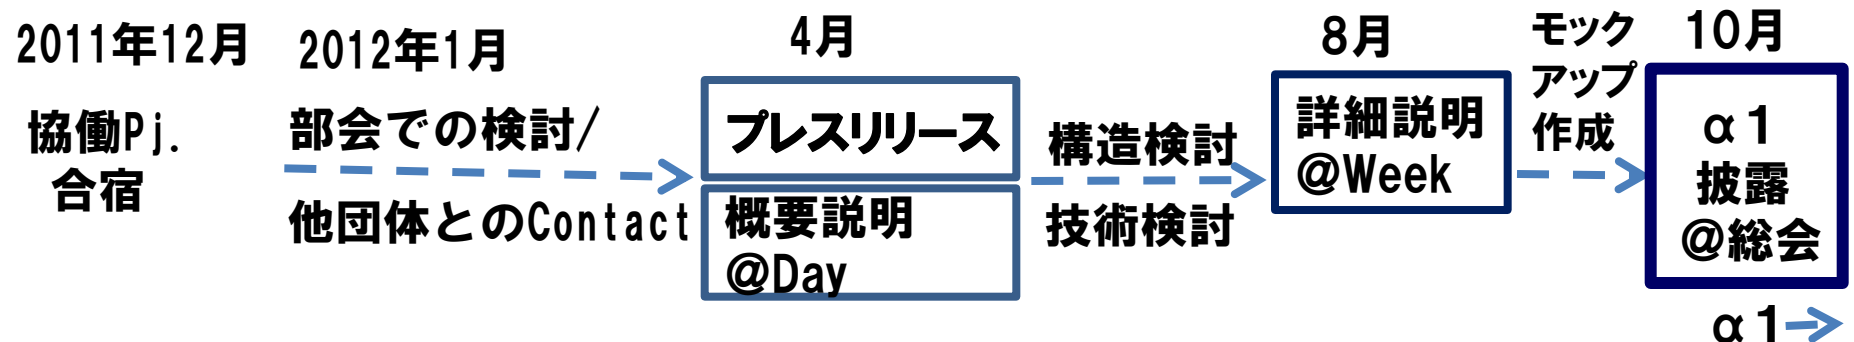 2011年12月
協働Pj.
合宿
2012年1月
部会での検討/
他団体とのContact
4月
プレスリリース
概要説明
@Day
構造検討
技術検討
8月
詳細説明
@Week
モック
アップ
作成
10月
α1
披露
@総会
α1